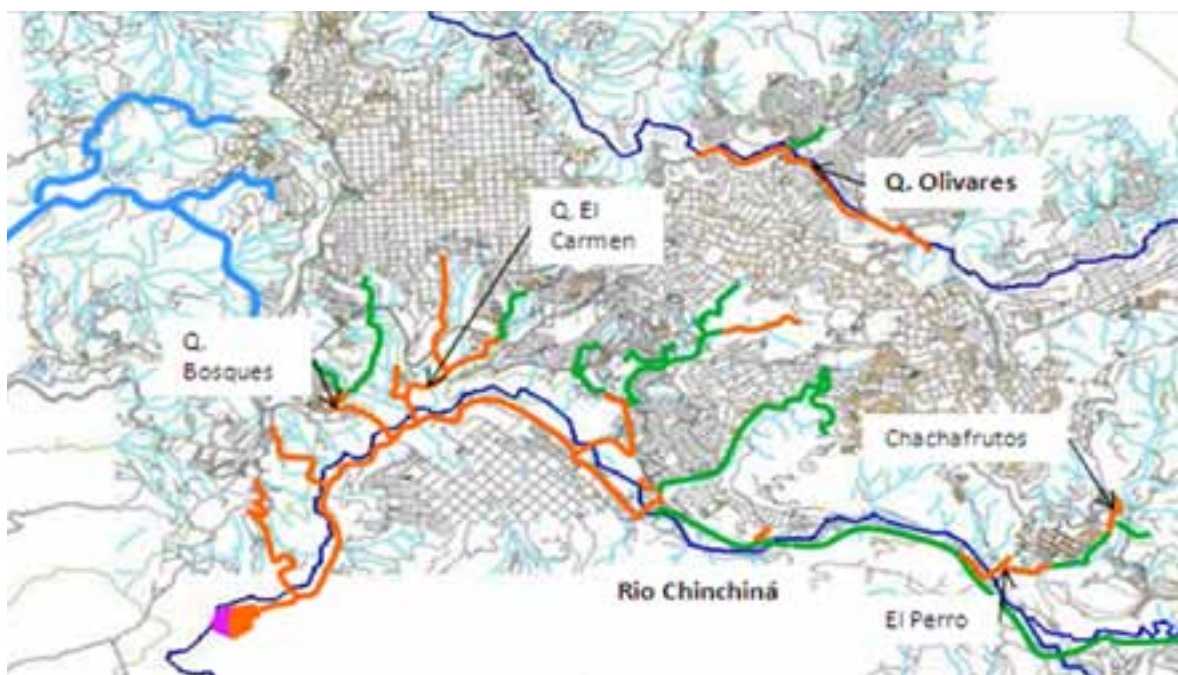 Q. Olivares
Q. El
Carmen
Q.
Bosques
Chachafrutos
Rio Chinchiná
El Perro